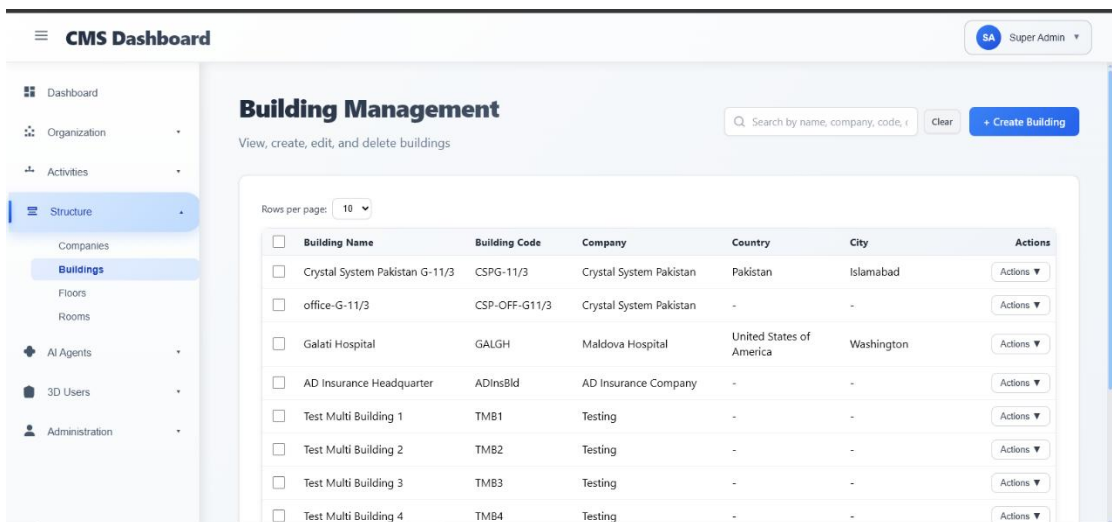 CMS Dashboard
SA Super Admin
Dashboard
Organization
Activities
Structure
Companies
Buildings
Floors
Rooms
AI Agents
3D Users
Administration
Building Management
View, create, edit, and delete buildings
Search by name, company, code, Clear + Create Building
Rows per page: 10
Building Name Building Code Company Country City Actions
Crystal System Pakistan G-11/3 CSPG-11/3 Crystal System Pakistan Pakistan Islamabad Actions ▼
office-G-11/3 CSP-OFF-G11/3 Crystal System Pakistan - - Actions ▼
Galati Hospital GALGH Maldova Hospital United States of America Washington Actions ▼
AD Insurance Headquarter ADInsBld AD Insurance Company - - Actions ▼
Test Multi Building 1 TMB1 Testing - - Actions ▼
Test Multi Building 2 TMB2 Testing - - Actions ▼
Test Multi Building 3 TMB3 Testing - - Actions ▼
Test Multi Building 4 TMB4 Testing - - Actions ▼